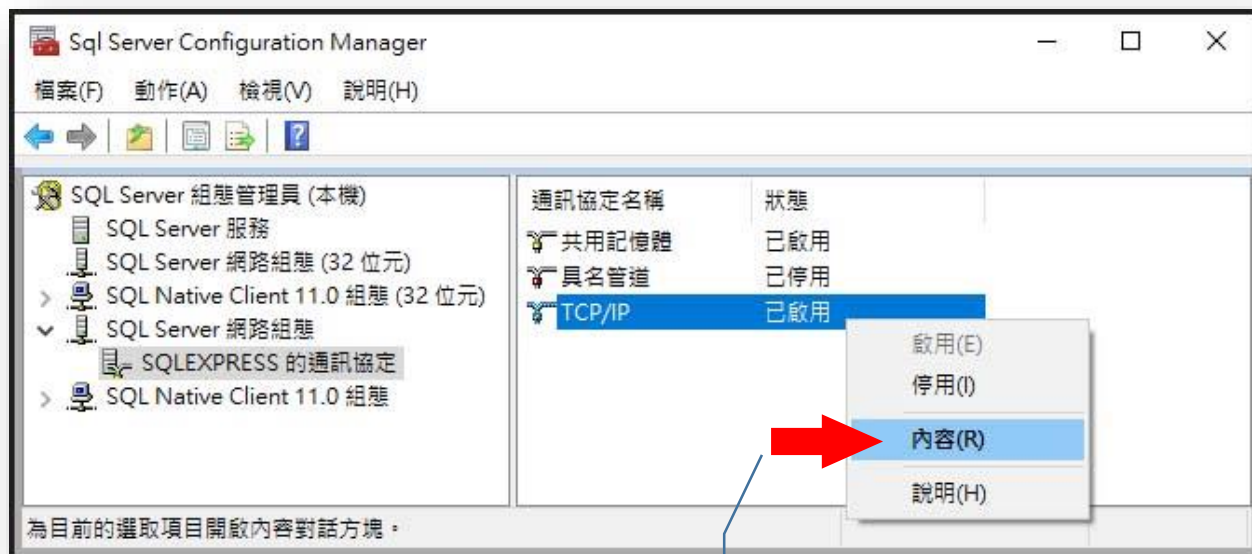 Sql Server Configuration Manager
檔案(F) 動作(A) 檢視(V) 說明(H)
SQL Server 組態管理員 (本機)
SQL Server 服務
SQL Server 網路組態 (32 位元)
SQL Native Client 11.0 組態 (32 位元)
SQL Server 網路組態
SQLEXPRESS 的通訊協定
SQL Native Client 11.0 組態
通訊協定名稱 狀態
共用記憶體 已啟用
具名管道 已停用
TCP/IP 已啟用
啟用(E)
停用(I)
內容(R)
說明(H)
為目前的選取項目開啟內容對話方塊。